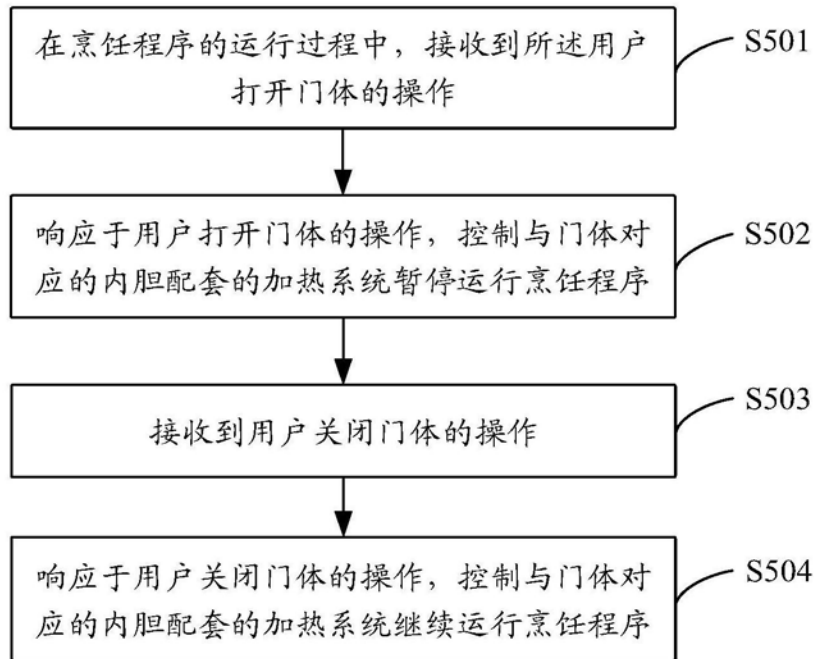 在烹饪程序的运行过程中，接收到所述用户
打开门体的操作
S501
响应于用户打开门体的操作，控制与门体对
应的内胆配套的加热系统暂停运行烹饪程序
S502
接收到用户关闭门体的操作
S503
响应于用户关闭门体的操作，控制与门体对
应的内胆配套的加热系统继续运行烹饪程序
S504